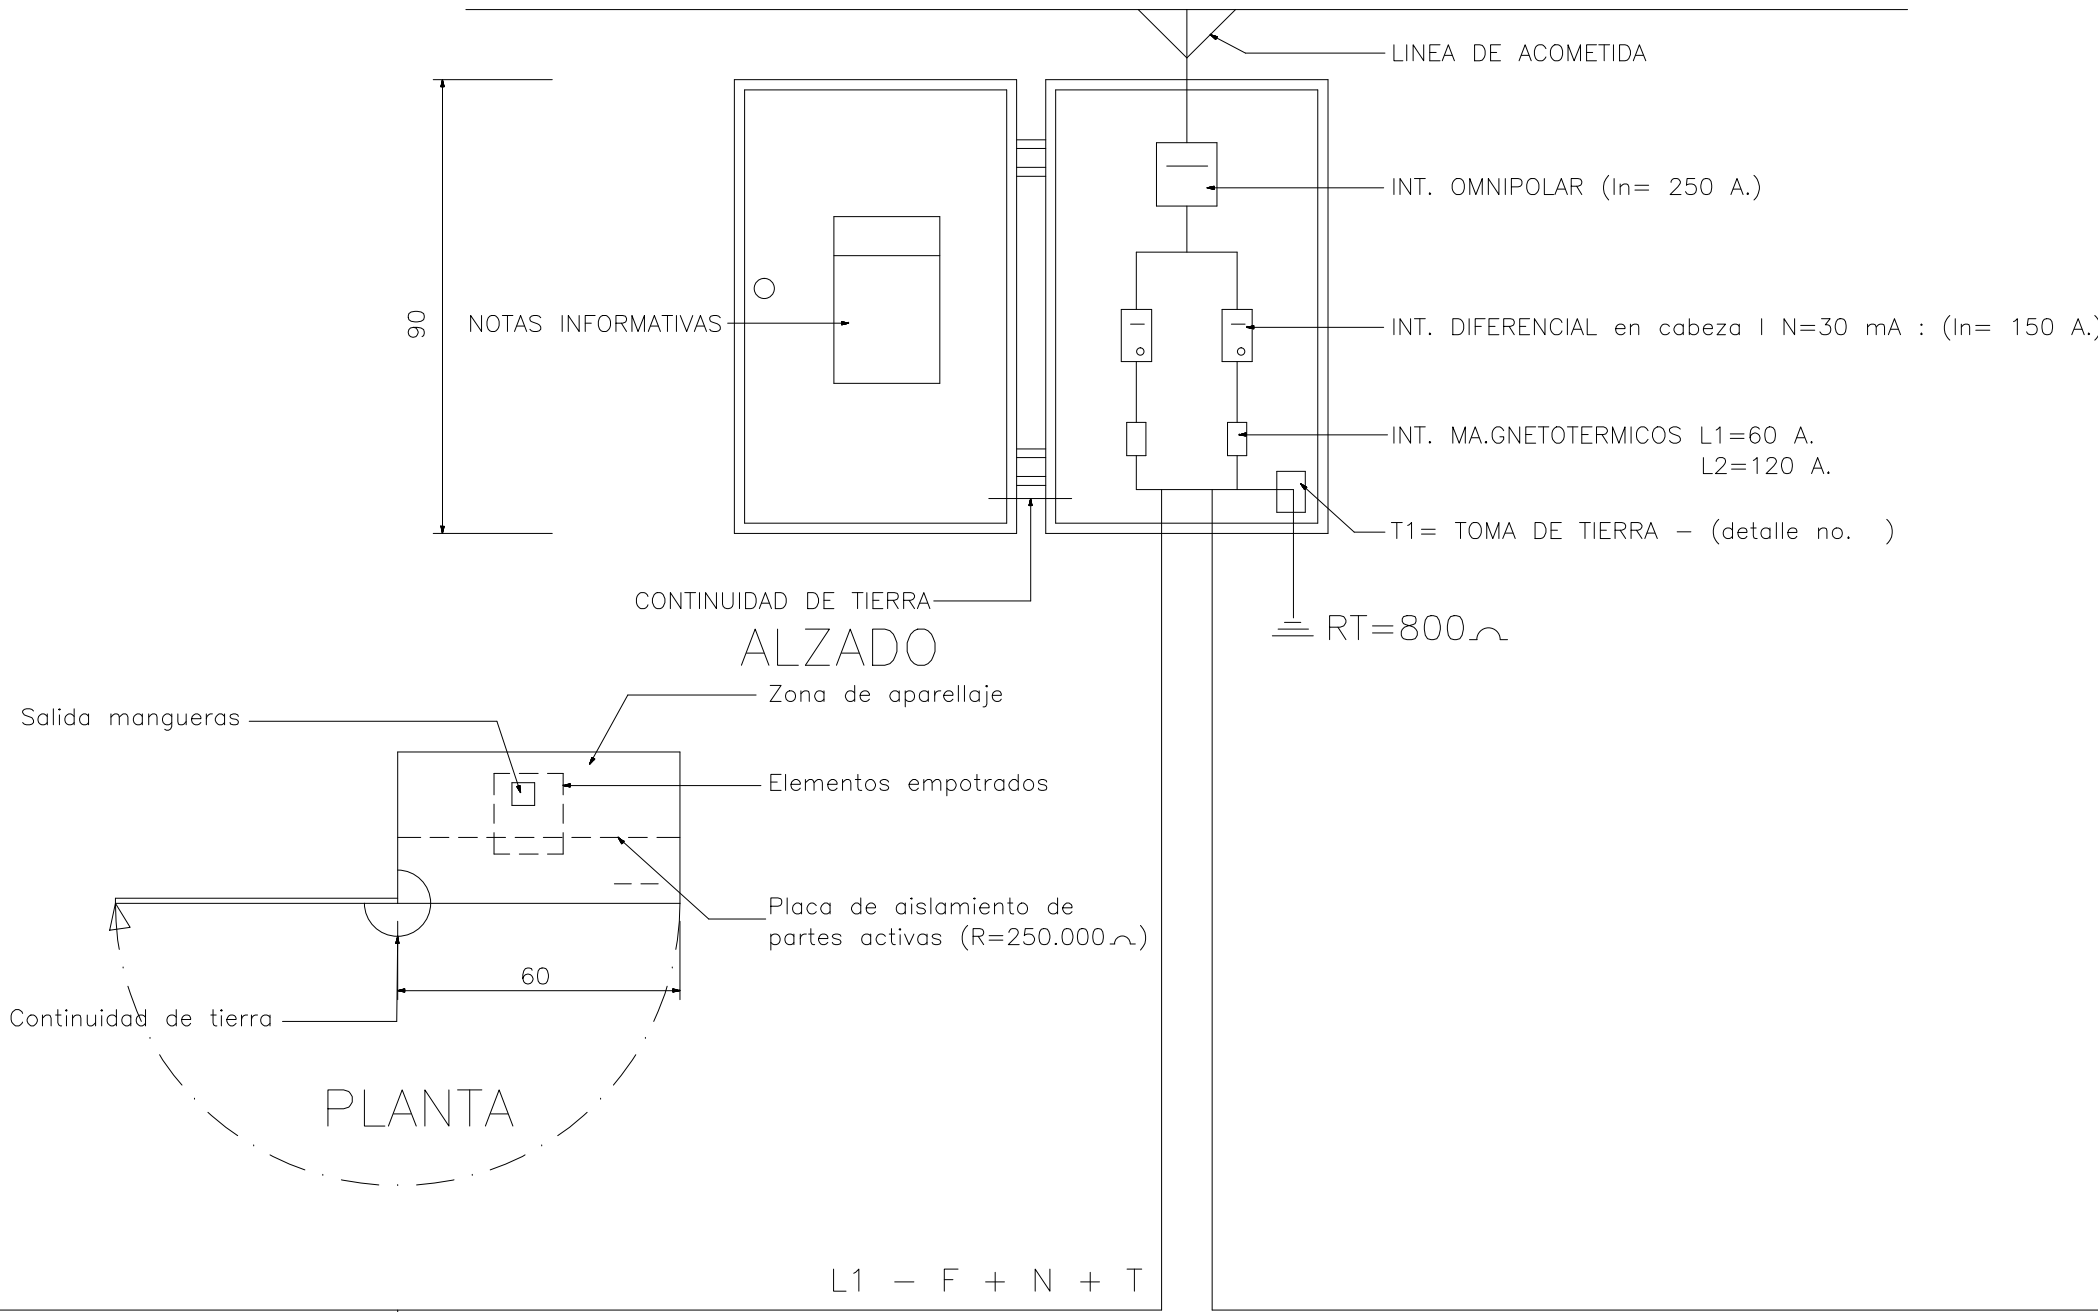 LINEA DE ACOMETIDA
INT. OMNIPOLAR (In= 250 A.)
90
NOTAS INFORMATIVAS
INT. DIFERENCIAL en cabeza I N=30 mA : (In= 150 A.)
INT. MA.GNETOTERMICOS L1=60 A.
L2=120 A.
T1= TOMA DE TIERRA - (detalle no. )
CONTINUIDAD DE TIERRA
RT=800
ALZADO
Zona de aparellaje
Salida mangueras
Elementos empotrados
Placa de aislamiento de
partes activas (R=250.000 )
60
Continuidad de tierra
PLANTA
L1 - F + N + T